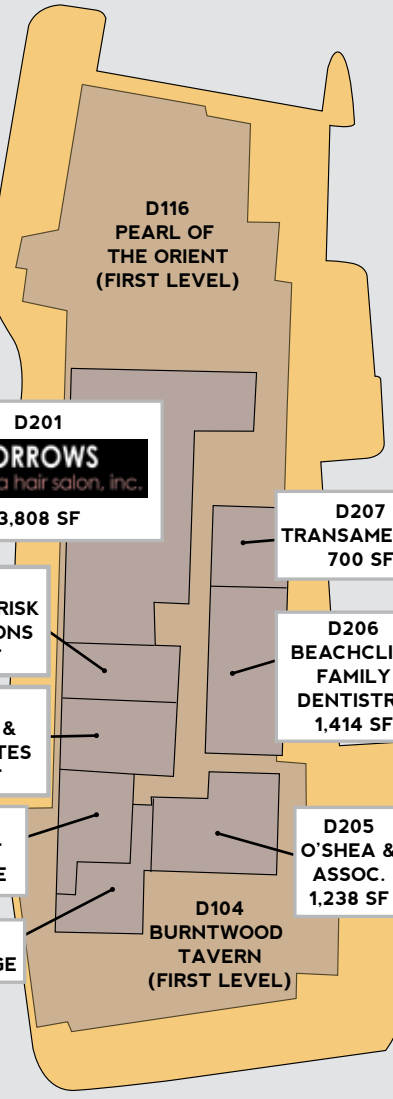 D116
PEARL OF
THE ORIENT
(FIRST LEVEL)
D201
ORROWS
a hair salon, inc.
3,808 SF
D207
TRANSAME
700 SF
RISK
ONS
D206
BEACHCLI
FAMILY
DENTISTR
1,414 SF
&
TES
D205
O'SHEA &
ASSOC.
1,238 SF
E
D104
BURNTWOOD
TAVERN
(FIRST LEVEL)
GE